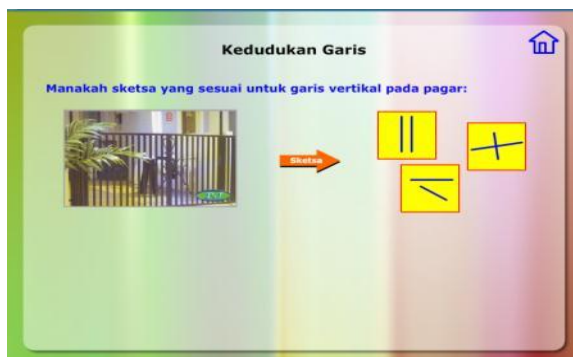 Kedudukan Garis
Manakah sketsa yang sesuai untuk garis vertikal pada pagar:
Sketsa